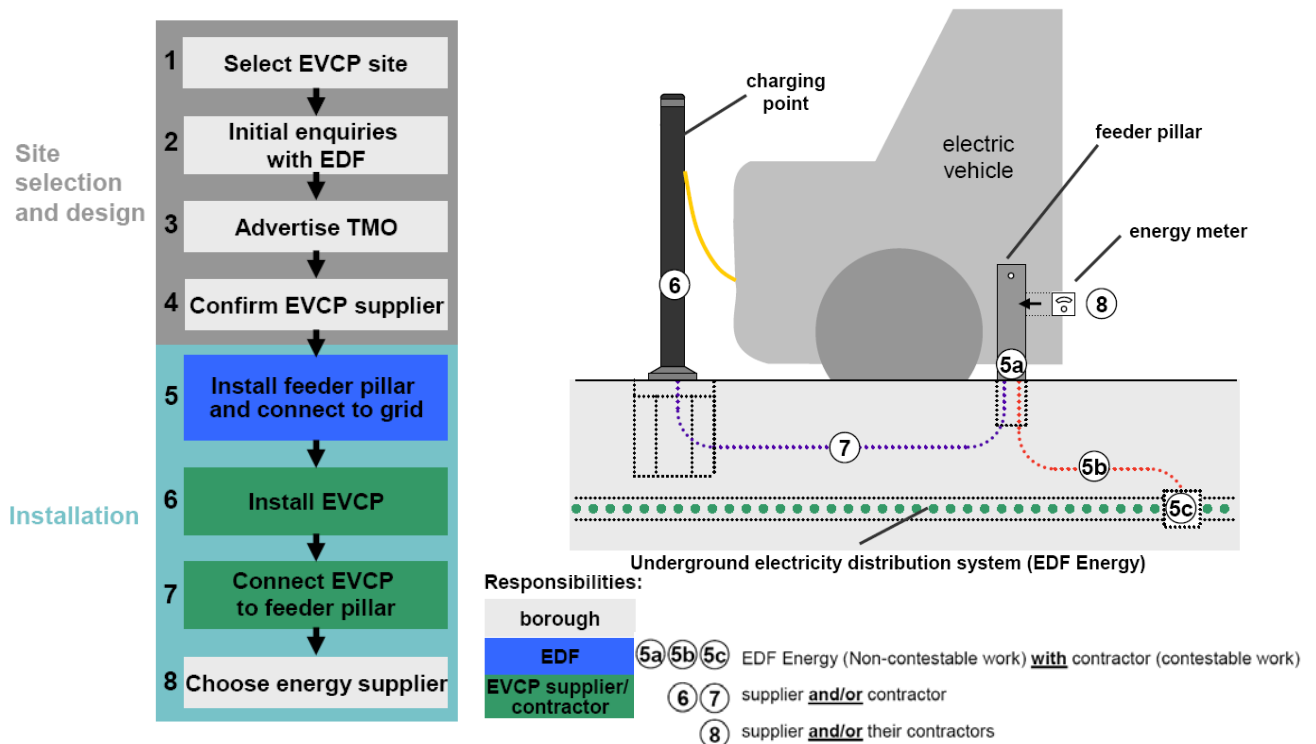 Site
selection
and design
Installation
1
Select EVCP site
2
Initial enquiries
with EDF
3
Advertise TMO
4
Confirm EVCP supplier
5
Install feeder pillar
and connect to grid
6
Install EVCP
7
Connect EVCP
to feeder pillar
8
Choose energy supplier
charging
point
electric
vehicle
feeder pillar
energy meter
6
8
5a
7
5b
5c
Underground electricity distribution system (EDF Energy)
Responsibilities:
borough
EDF
EVCP supplier/
contractor
5a 5b 5c EDF Energy (Non-contestable work) with contractor (contestable work)
6 7 supplier and/or contractor
8 supplier and/or their contractors